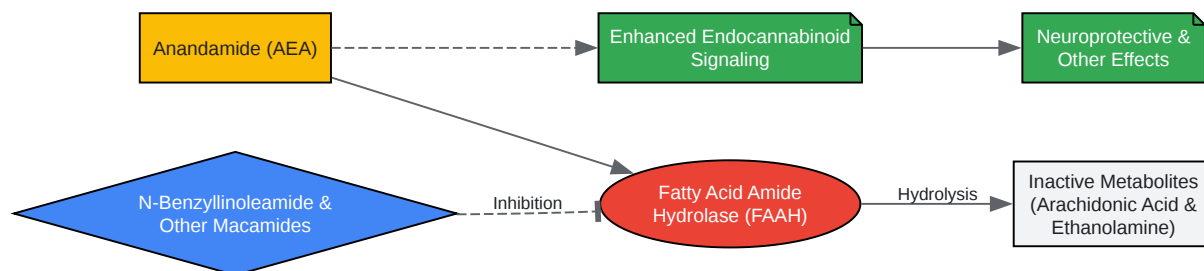 Anandamide (AEA)
Enhanced Endocannabinoid
Signaling
Neuroprotective &
Other Effects
N-Benzyllinoleamide &
Other Macamides
Inhibition
Fatty Acid Amide
Hydrolase (FAAH)
Hydrolysis
Inactive Metabolites
(Arachidonic Acid &
Ethanolamine)